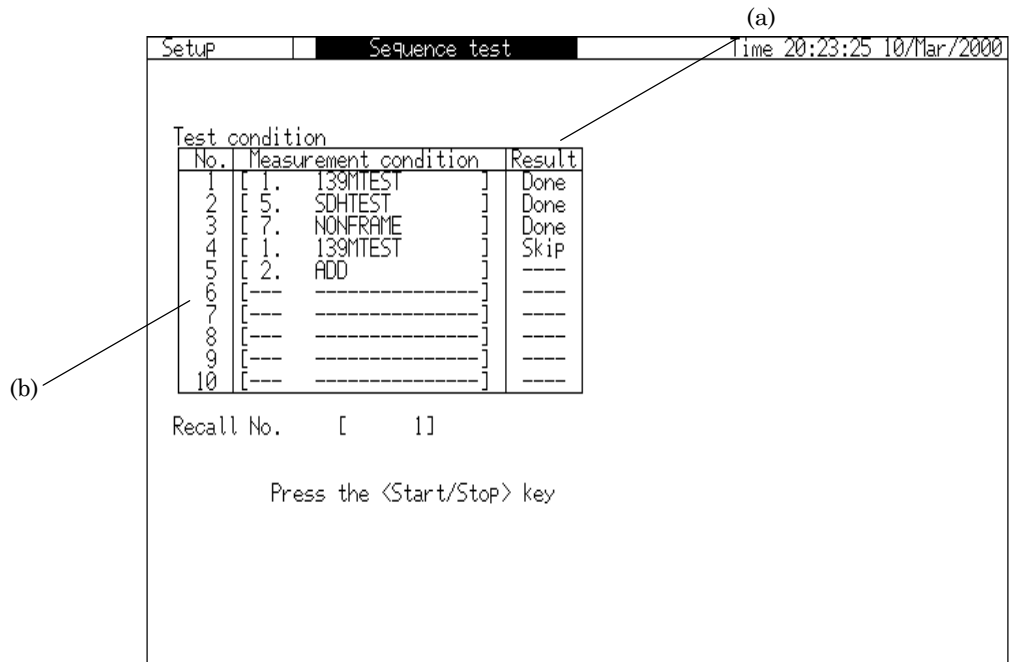 (a)
Setup Sequence test Time 20:23:25 10/Mar/2000
Test condition
No. Measurement condition Result
1 [ 1. 139MTEST ] Done
2 [ 5. SDHTEST ] Done
3 [ 7. NONFRAME ] Done
4 [ 1. 139MTEST ] Skip
5 [ 2. ADD ] ----
6 [--- ---------------] ----
7 [--- ---------------] ----
8 [--- ---------------] ----
9 [--- ---------------] ----
10 [--- ---------------] ----
(b)
Recall No. [ 1]
Press the <Start/Stop> key